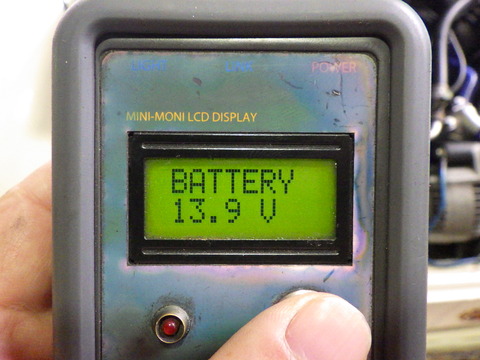 POWER
MINI-MONI LCD DISPLAY
BATTERY
13.9 V